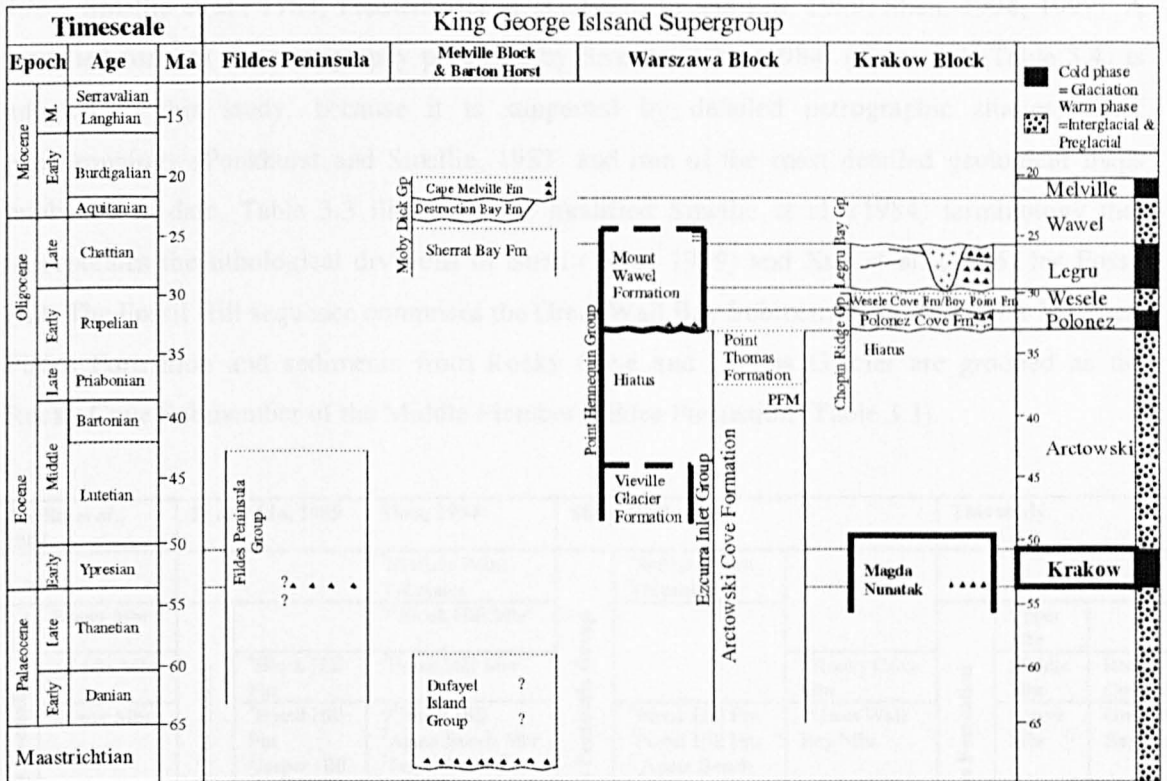 Timescale
King George Islsand Supergroup
Epoch
Age
Ma
Fildes Peninsula
Melville Block
& Barton Horst
Warszawa Block
Krakow Block
Cold phase
= Glaciation
Warm phase
=Interglacial &
Preglacial
Miocene
M.
Early
Serravalian
Langhian
Burdigalian
Aquitanian
15
20
Oligocene
Late
Early
Chattian
Rupelian
25
30
Eocene
Late
Middle
Early
Priabonian
Bartonian
Lutetian
Ypresian
35
40
45
50
Palaeocene
Late
Early
Thanetian
Danian
55
60
65
Maastrichtian
Fildes Peninula
Group
?
?
Moby Dick Gp
Cape Melville Fm
Destruction Bay Fm
Sherrat Bay Fm
Dufayel
Island
Group
?
?
Point Hennequin Group
Mount
Wawel
Formation
Hiatus
Vieville
Glacier
Formation
Ezcurra Inlet Group
Arctowski Cove Formation
Point
Thomas
Formation
PFM
Chopin Ridge Gp
Legru Bay Gp
Wesele Cove Fm/Boy Point Fm
Polonez Cove Fm
Hiatus
Magda
Nunatak
20
25
30
35
40
45
50
55
60
65
Melville
Wawel
Legru
Wesele
Polonez
Arctowski
Krakow